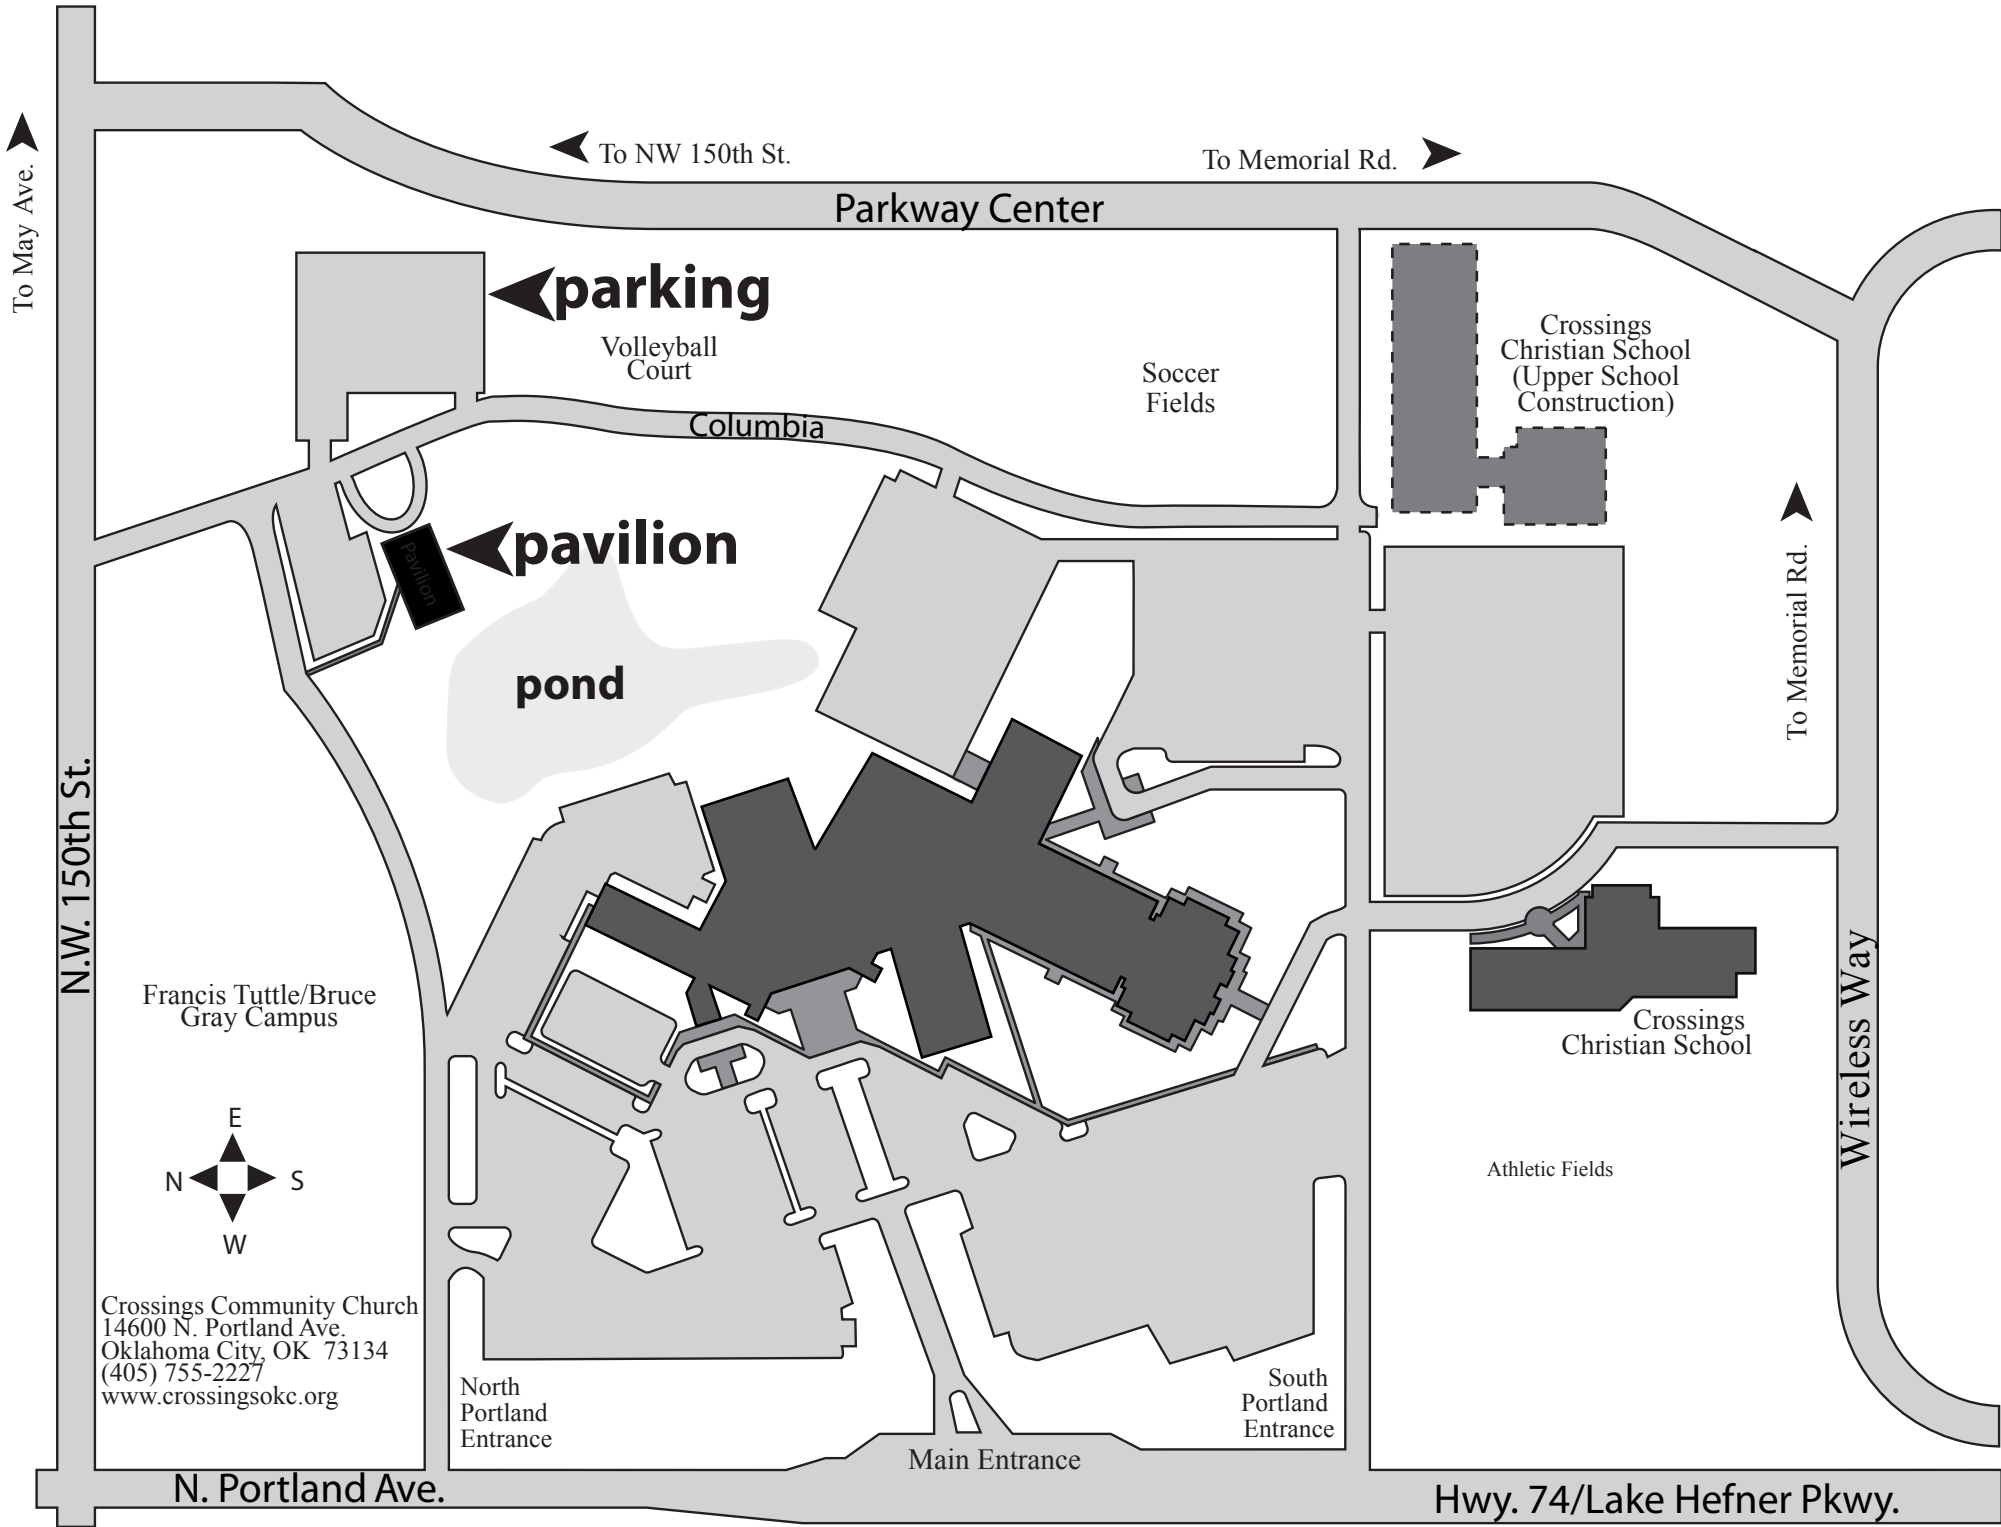 To May Ave.
To NW 150th St.
To Memorial Rd.
Parkway Center
parking
Volleyball
Court
Soccer
Fields
Crossings
Christian School
(Upper School
Construction)
Columbia
pavilion
Pavilion
pond
To Memorial Rd.
N.W. 150th St.
Francis Tuttle/Bruce
Gray Campus
Crossings
Christian School
Wireless Way
E
N
S
W
Athletic Fields
Crossings Community Church
14600 N. Portland Ave.
Oklahoma City, OK  73134
(405) 755-2227
www.crossingsokc.org
North
Portland
Entrance
South
Portland
Entrance
Main Entrance
N. Portland Ave.
Hwy. 74/Lake Hefner Pkwy.